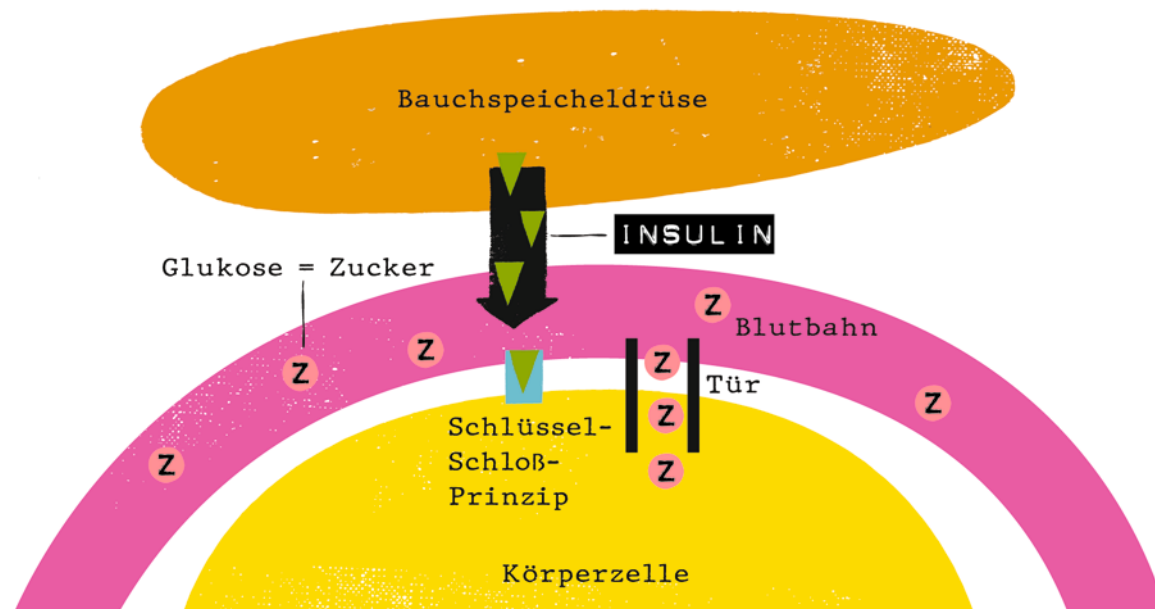 Bauchspeicheldrüse
INSULIN
Glukose = Zucker
Z
Blutbahn
Z
Z
Z
Tür
Z
Z
Z
Schlüssel-
Schloß-
Prinzip
Z
Z
Körperzelle